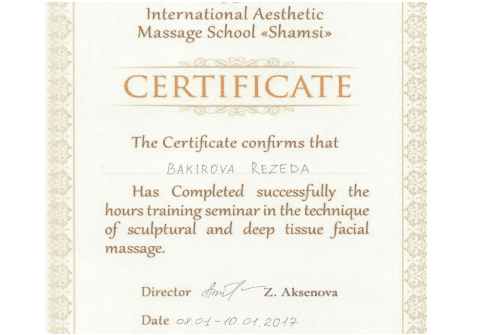 International Aesthetic
Massage School «Shamsi»
CERTIFICATE
The Certificate confirms that
BAKIROVA REZEDA
Has Completed successfully the
hours training seminar in the technique
of sculptural and deep tissue facial
massage.
Director Z. Aksenova
Date 08.01-10.01.2017